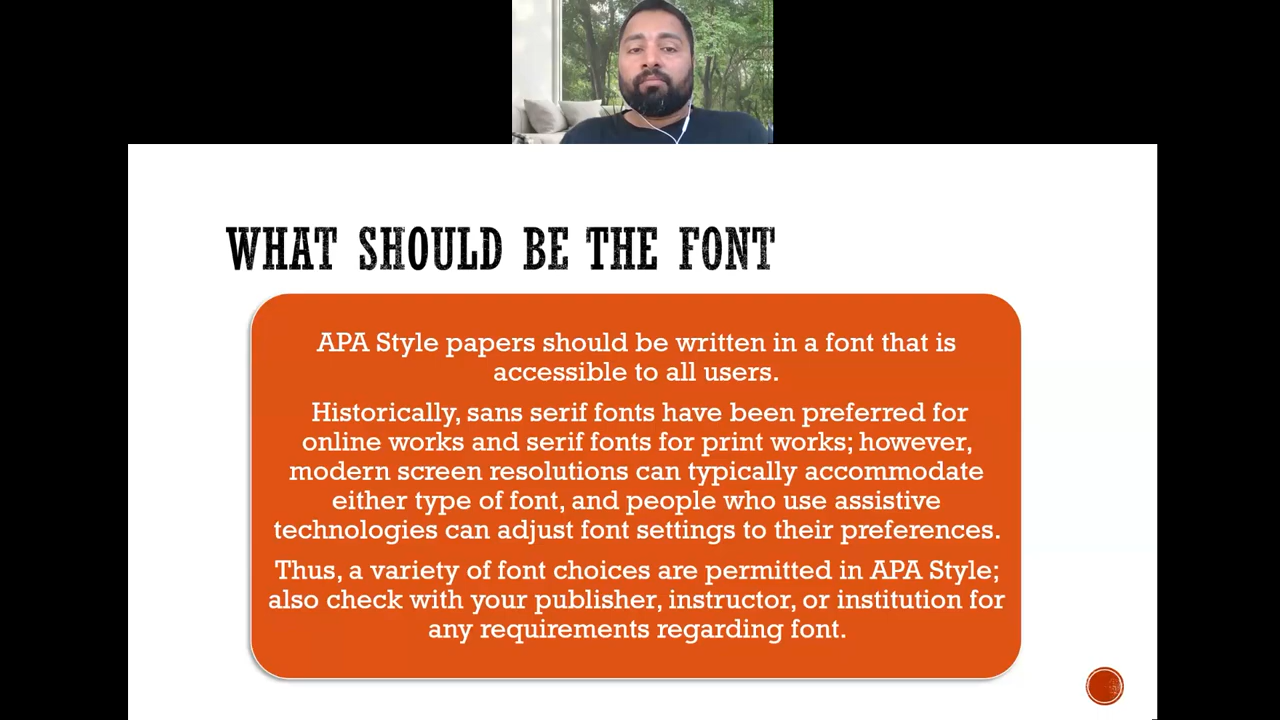 WHAT SHOULD BE THE FONT
APA Style papers should be written in a font that is
accessible to all users.
Historically, sans serif fonts have been preferred for
online works and serif fonts for print works; however,
modern screen resolutions can typically accommodate
either type of font, and people who use assistive
technologies can adjust font settings to their preferences.
Thus, a variety of font choices are permitted in APA Style;
also check with your publisher, instructor, or institution for
any requirements regarding font.